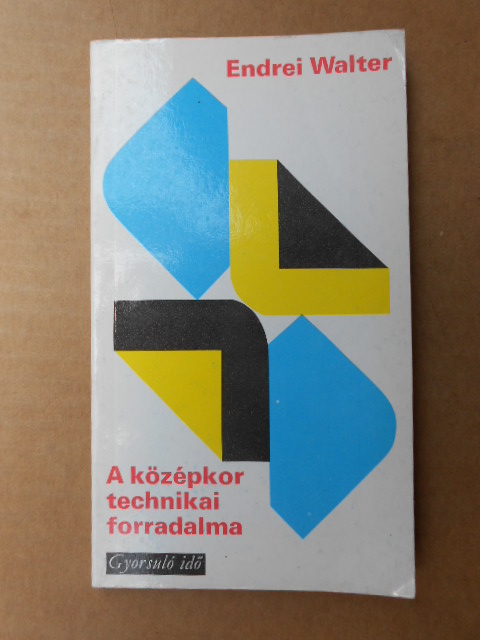 Endrei Walter
A középkor
technikai
forradalma
Gyorsuló idő